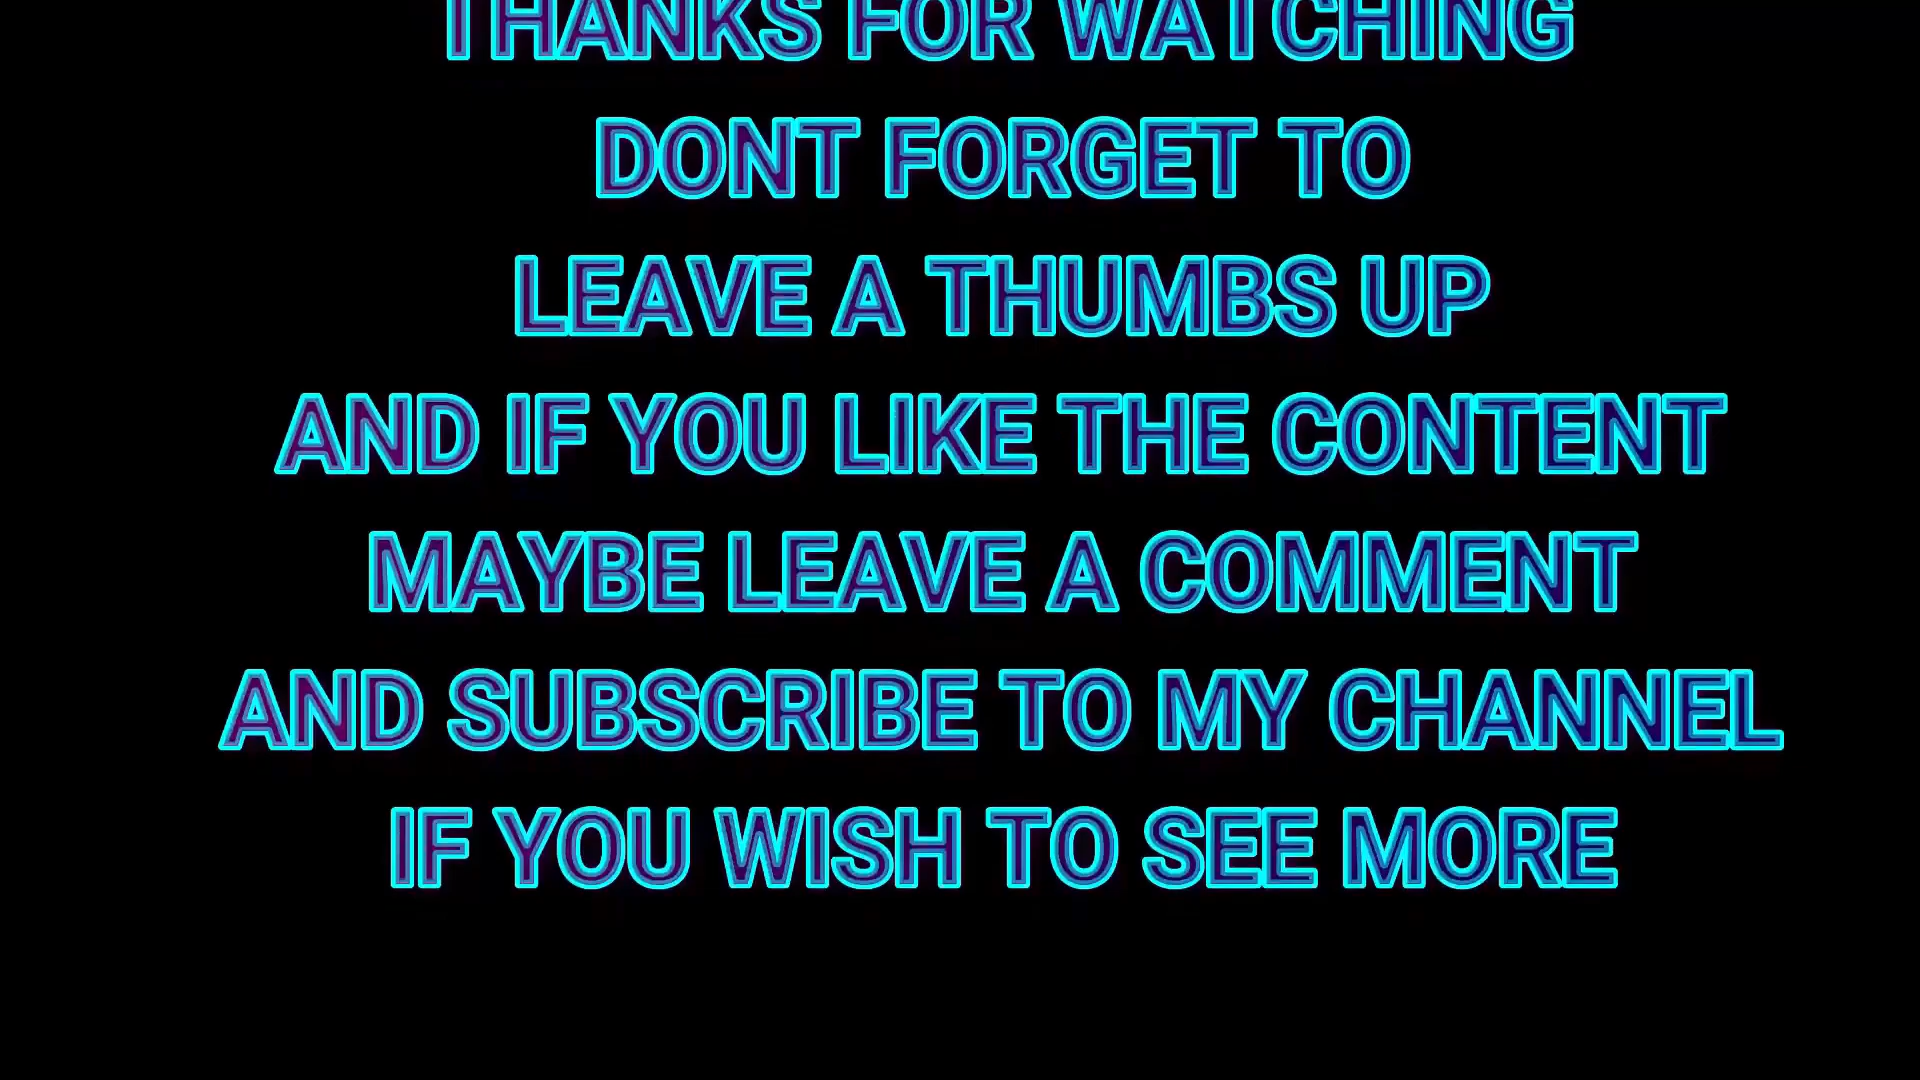 THANKS FOR WATCHING
DONT FORGET TO
LEAVE A THUMBS UP
AND IF YOU LIKE THE CONTENT
MAYBE LEAVE A COMMENT
AND SUBSCRIBE TO MY CHANNEL
IF YOU WISH TO SEE MORE